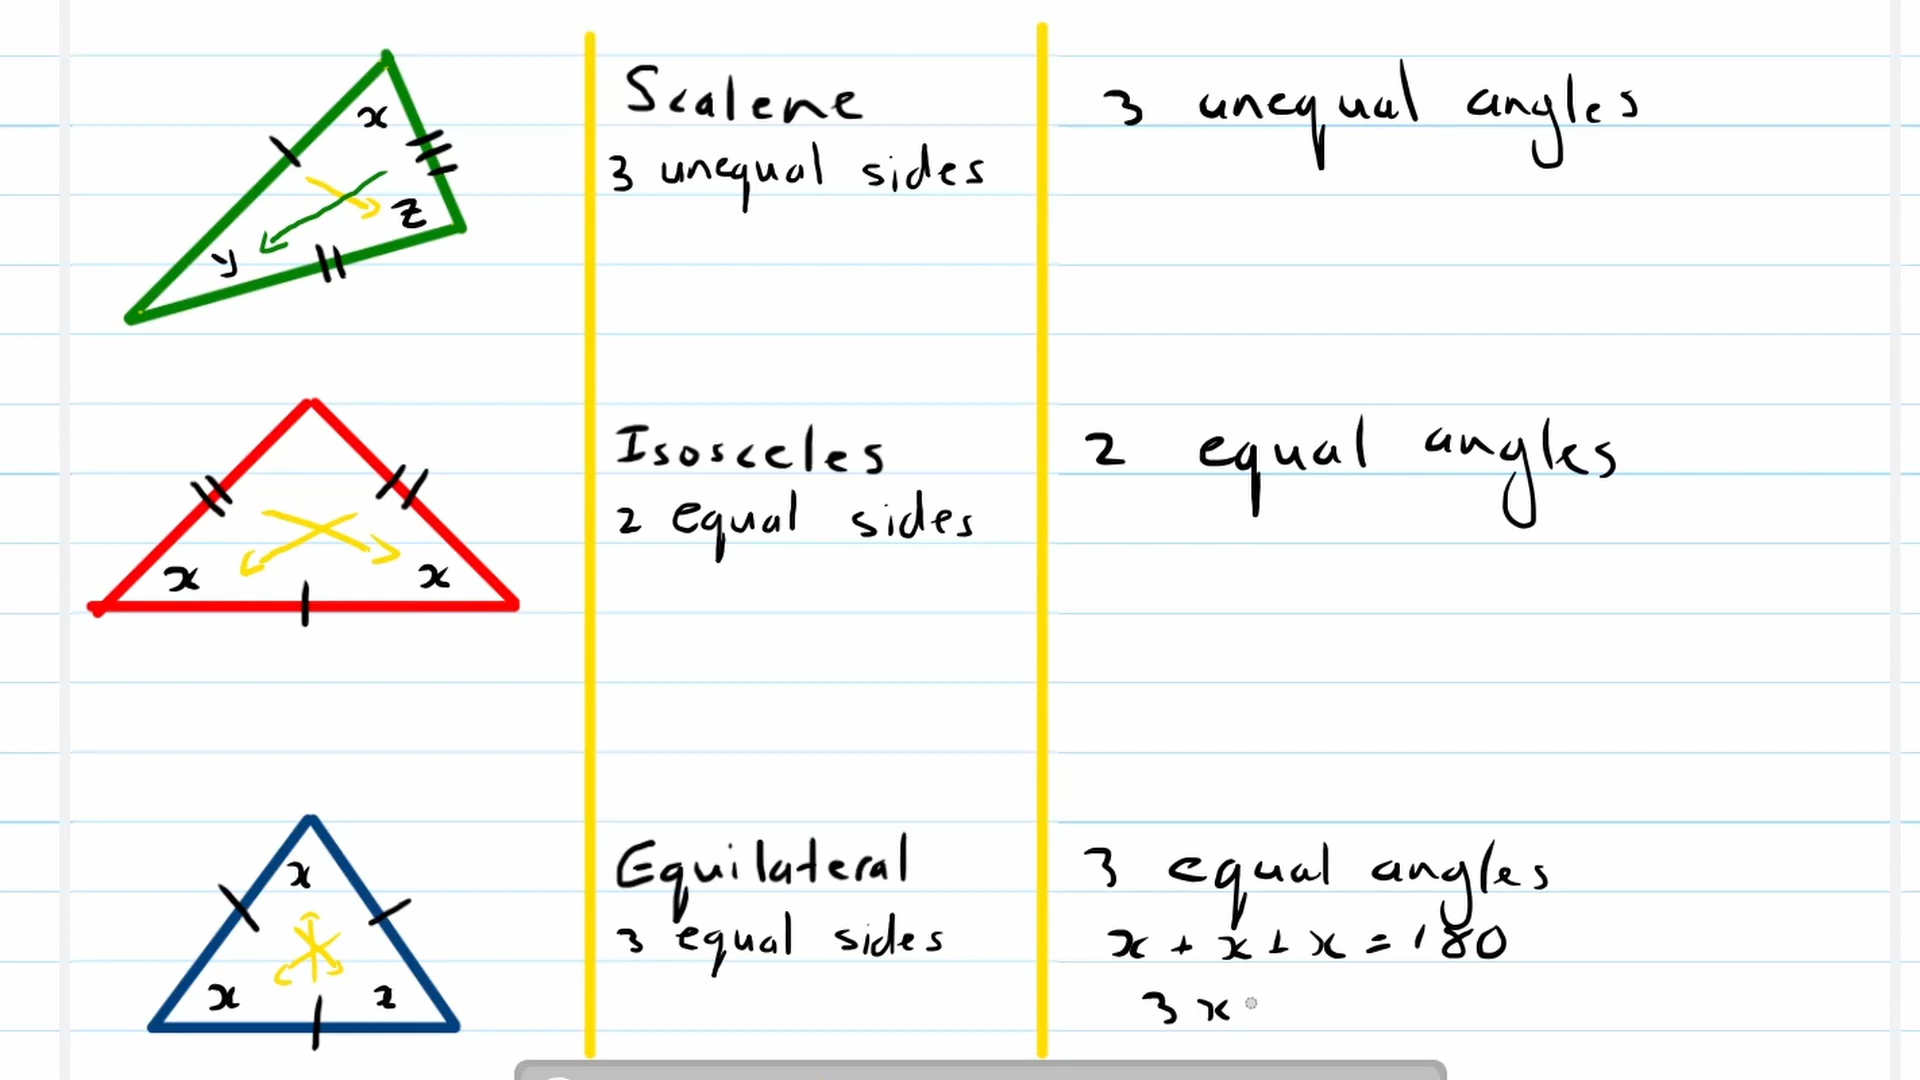 x
y
z
Scalene
3 unequal sides
3 unequal angles
x x
Isosceles
2 equal sides
2 equal angles
x
x x
Equilateral
3 equal sides
3 equal angles
x + x + x = 180
3x